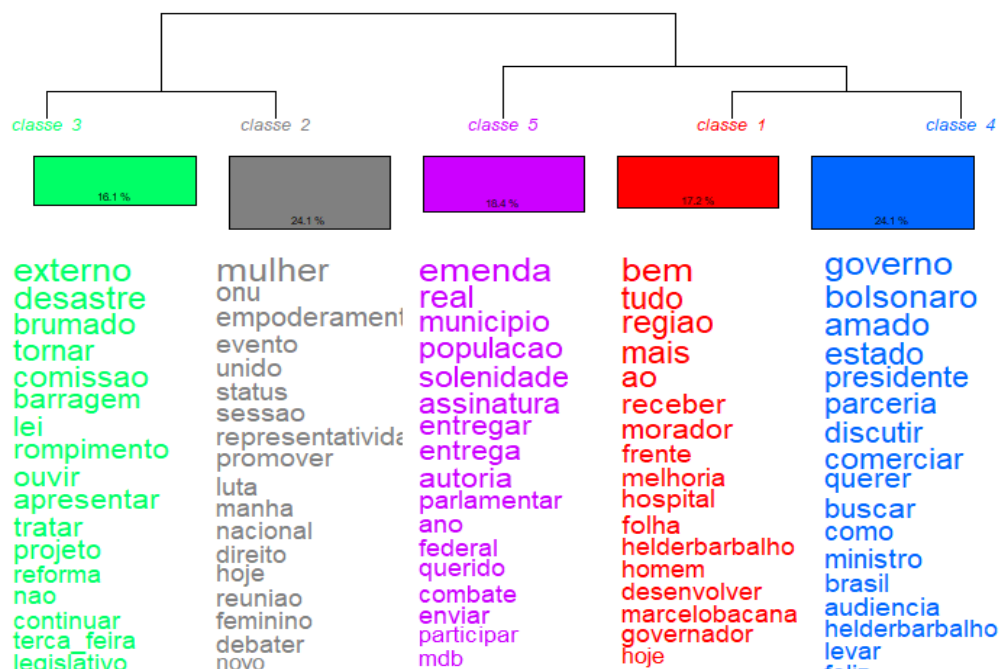 classe 3
classe 2
classe 5
classe 1
classe 4
16.1 %
24.1 %
18.4 %
17.2 %
24.1 %
externo
desastre
brumado
tornar
comissao
barragem
lei
rompimento
ouvir
apresentar
tratar
projeto
reforma
nao
continuar
terca_feira
legislativo
mulher
onu
empoderament
evento
unido
status
sessao
representativida
promover
luta
manha
nacional
direito
hoje
reuniao
feminino
debater
novo
emenda
real
municipio
populacao
solenidade
assinatura
entregar
entrega
autoria
parlamentar
ano
federal
querido
combate
enviar
participar
mdb
bem
tudo
regiao
mais
ao
receber
morador
frente
melhoria
hospital
folha
helderbarbalho
homem
desenvolver
marcelobacana
governador
hoje
governo
bolsonaro
amado
estado
presidente
parceria
discutir
comerciar
querer
buscar
como
ministro
brasil
audiencia
helderbarbalho
levar